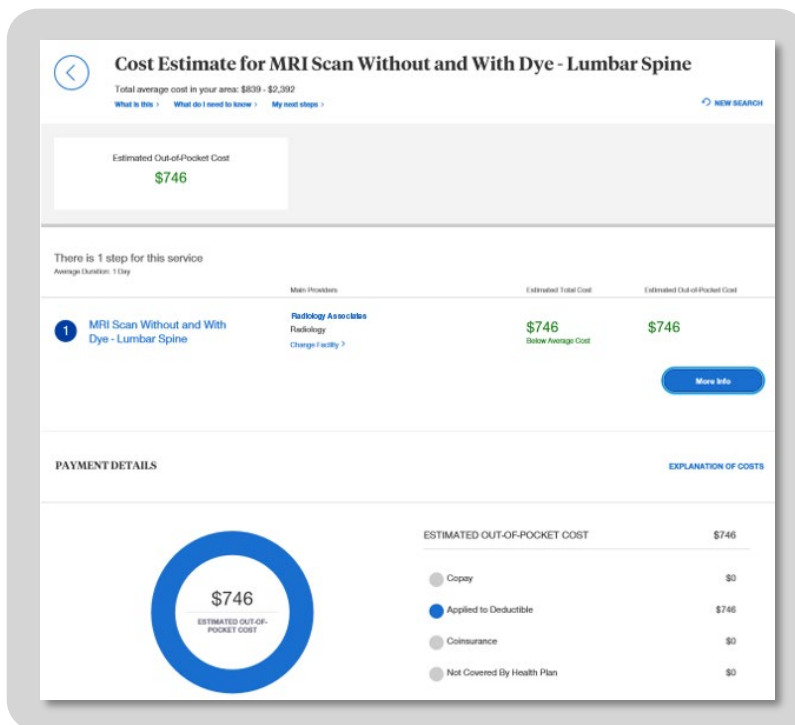 Cost Estimate for MRI Scan Without and With Dye - Lumbar Spine
Total average cost in your area: $839 - $2,392
What is this > What do I need to know > My next steps >
NEW SEARCH
Estimated Out-of-Pocket Cost
$746
There is 1 step for this service
Average Duration: 1 Day
Main Providers Estimated Total Cost Estimated Out-of-Pocket Cost
1 MRI Scan Without and With
Dye - Lumbar Spine
Radiology Associates
Radiology
Change Facility >
$746
Below Average Cost
$746
More Info
PAYMENT DETAILS
EXPLANATION OF COSTS
$746
ESTIMATED OUT-OF-
POCKET COST
ESTIMATED OUT-OF-POCKET COST $746
Copay $0
Applied to Deductible $746
Coinsurance $0
Not Covered By Health Plan $0